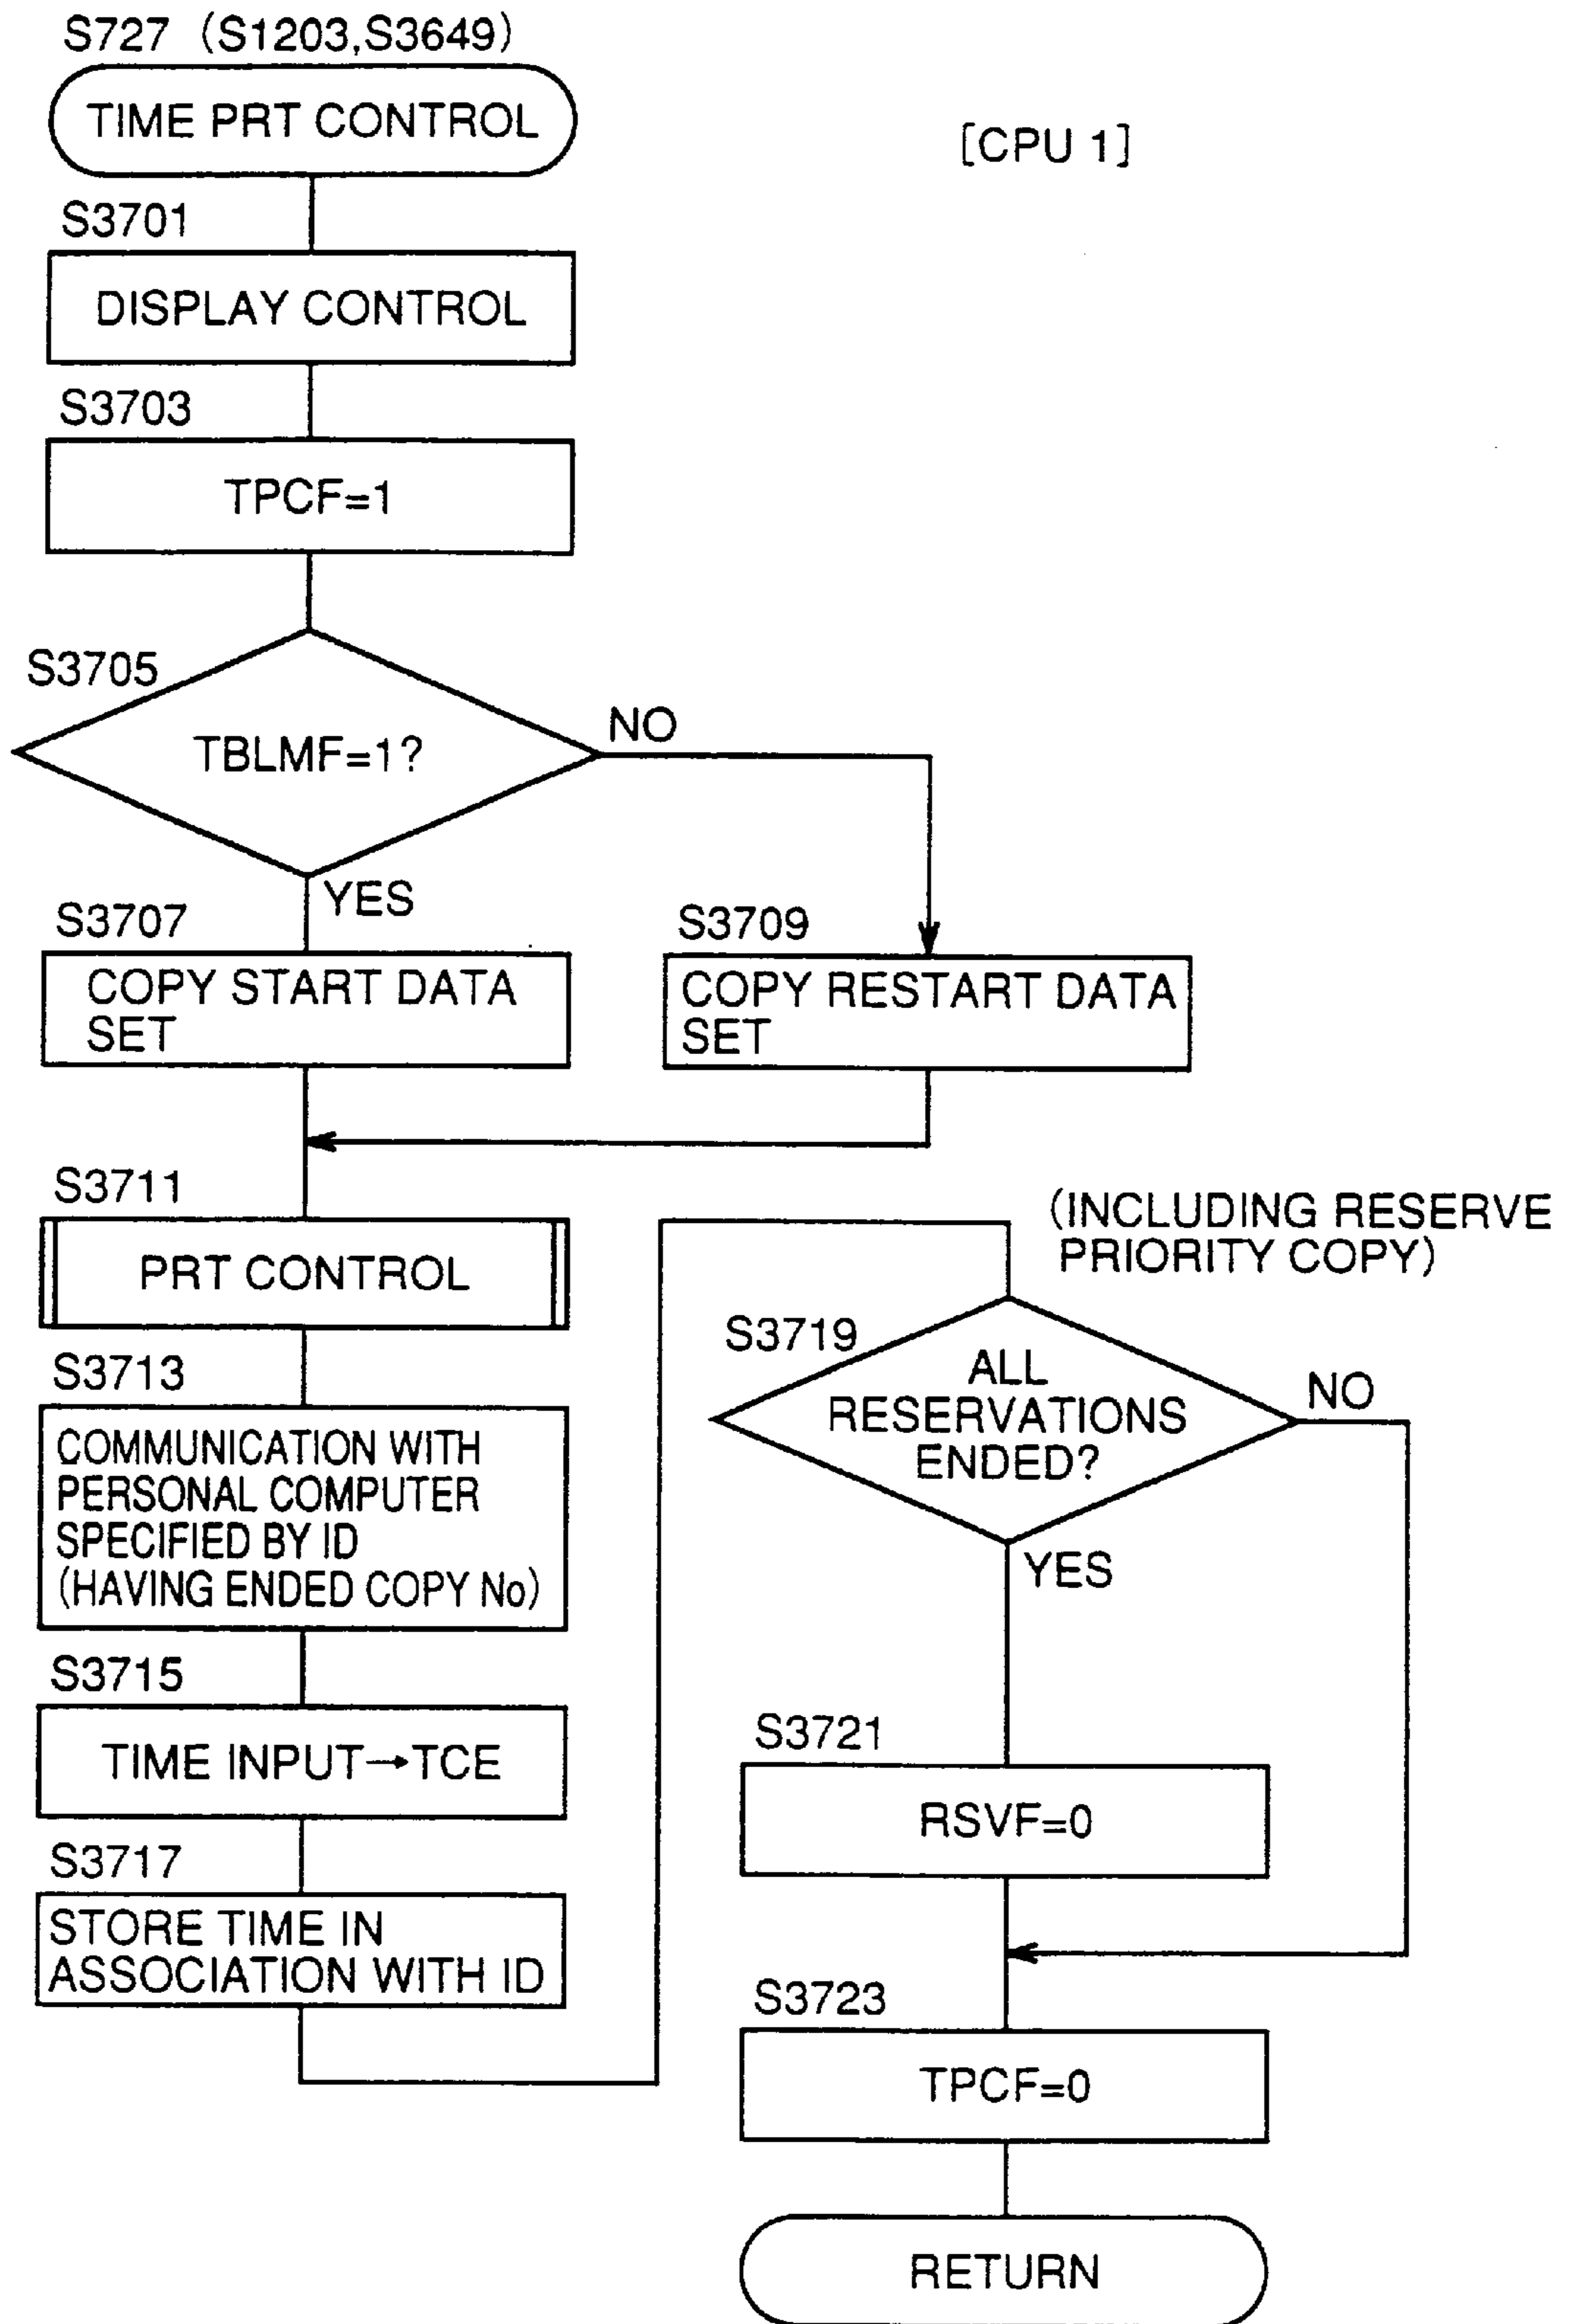 S727 (S1203,S3649)
TIME PRT CONTROL
[CPU 1]
S3701
DISPLAY CONTROL
S3703
TPCF=1
S3705
TBLMF=1?
NO
YES
S3707
COPY START DATA
SET
S3709
COPY RESTART DATA
SET
S3711
PRT CONTROL
S3713
COMMUNICATION WITH
PERSONAL COMPUTER
SPECIFIED BY ID
(HAVING ENDED COPY No)
S3715
TIME INPUT→TCE
S3717
STORE TIME IN
ASSOCIATION WITH ID
(INCLUDING RESERVE
PRIORITY COPY)
S3719
ALL
RESERVATIONS
ENDED?
NO
YES
S3721
RSVF=0
S3723
TPCF=0
RETURN